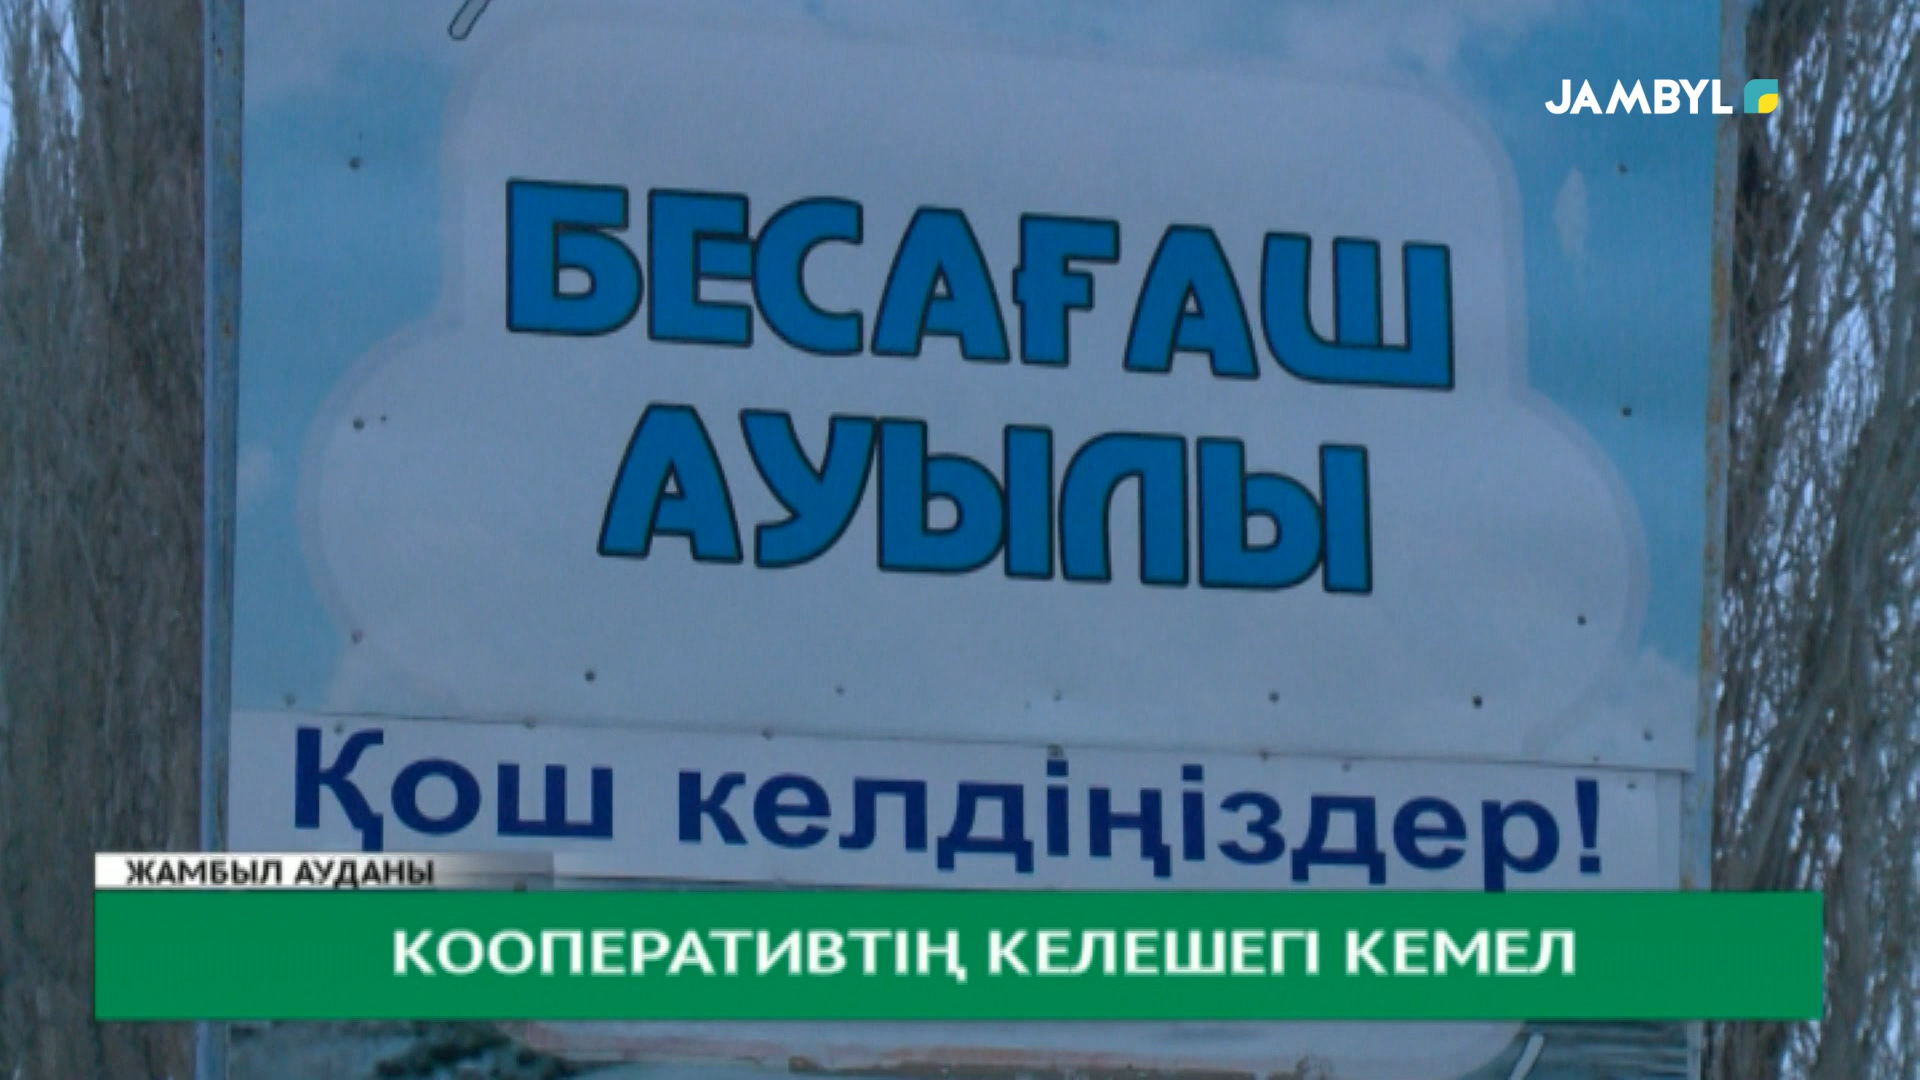 JAMBYL
БЕСАҒАШ
АУЫЛЫ
Қош келдіңіздер!
ЖАМБЫЛ АУДАНЫ
КООПЕРАТИВТІҢ КЕЛЕШЕГІ КЕМЕЛ